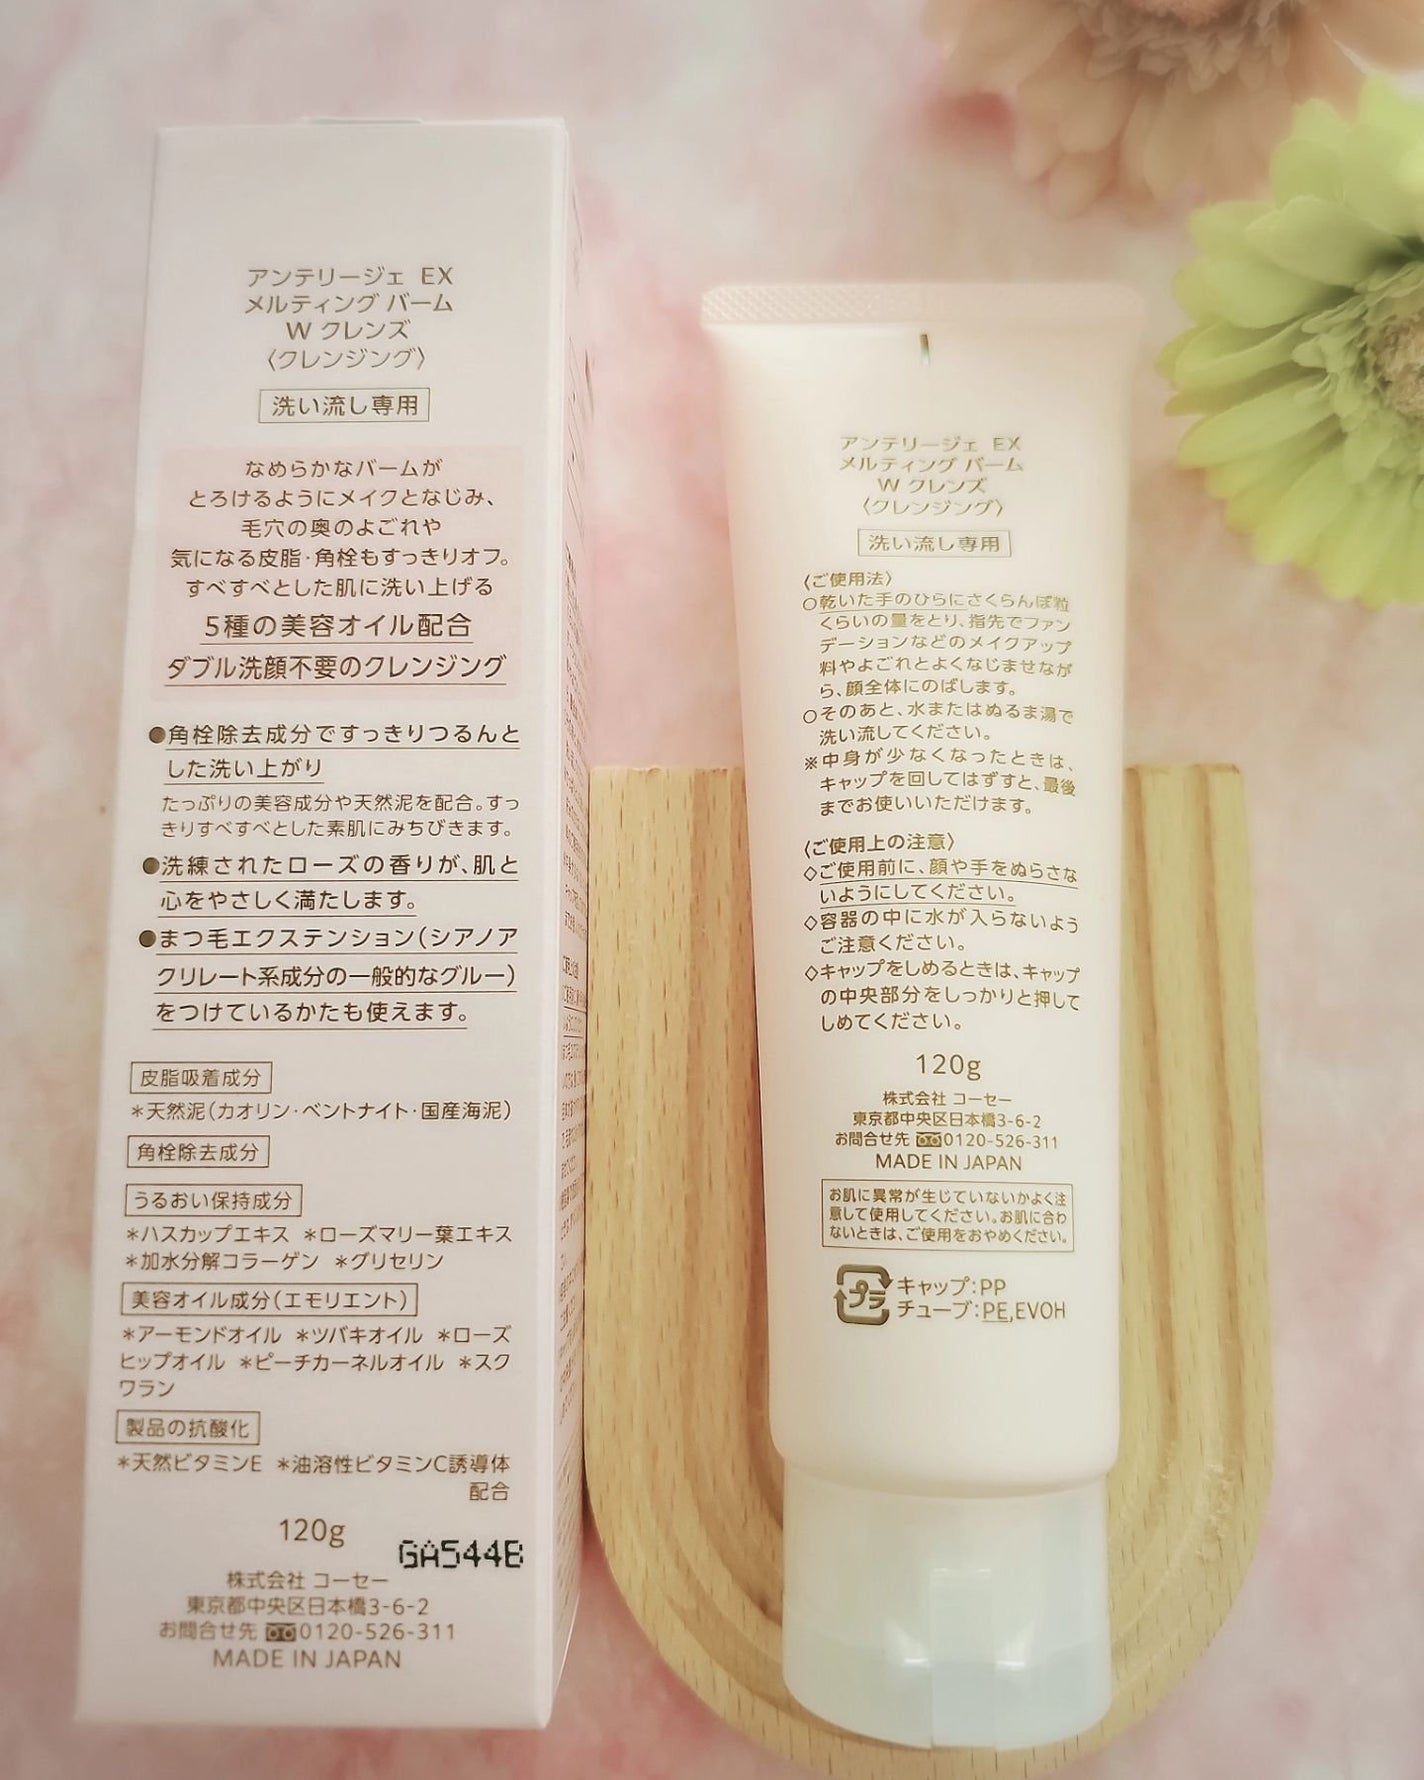 アンテリージェ EX
メルティング バーム
W クレンズ
〈クレンジング〉
洗い流し専用
なめらかなバームが
とろけるようにメイクとなじみ、
毛穴の奥のよごれや
気になる皮脂・角栓もすっきりオフ。
すべすべとした肌に洗い上げる
5種の美容オイル配合
ダブル洗顔不要のクレンジング
●角栓除去成分ですっきりつるんと
した洗い上がり
たっぷりの美容成分や天然泥を配合。すっ
きりすべすべとした素肌にみちびきます。
●洗練されたローズの香りが、肌と
心をやさしく満たします。
●まつ毛エクステンション（シアノア
クリレート系成分の一般的なグルー）
をつけているかたも使えます。
皮脂吸着成分
＊天然泥（カオリン・ベントナイト・国産海泥）
角栓除去成分
うるおい保持成分
＊ハスカップエキス ＊ローズマリー葉エキス
＊加水分解コラーゲン ＊グリセリン
美容オイル成分（エモリエント）
＊アーモンドオイル ＊ツバキオイル ＊ローズ
ヒップオイル ＊ピーチカーネルオイル ＊スク
ワラン
製品の抗酸化
＊天然ビタミンE ＊油溶性ビタミンC誘導体
配合
120g
GA544B
株式会社 コーセー
東京都中央区日本橋3-6-2
お問合せ先 0120-526-311
MADE IN JAPAN
アンテリージェ EX
メルティング バーム
W クレンズ
〈クレンジング〉
洗い流し専用
〈ご使用法〉
○乾いた手のひらにさくらんぼ粒
くらいの量をとり、指先でファン
デーションなどのメイクアップ
料やよごれとよくなじませなが
ら、顔全体にのばします。
○そのあと、水またはぬるま湯で
洗い流してください。
※中身が少なくなったときは、
キャップを回してはずすと、最後
までお使いいただけます。
〈ご使用上の注意〉
◇ご使用前に、顔や手をぬらさな
いようにしてください。
◇容器の中に水が入らないよう
ご注意ください。
◇キャップをしめるときは、キャップ
の中央部分をしっかりと押して
しめてください。
120g
株式会社 コーセー
東京都中央区日本橋3-6-2
お問合せ先 0120-526-311
MADE IN JAPAN
お肌に異常が生じていないかよく注
意して使用してください。お肌に合わ
ないときは、ご使用をおやめください。
プラ
キャップ：PP
チューブ：PE,EVOH